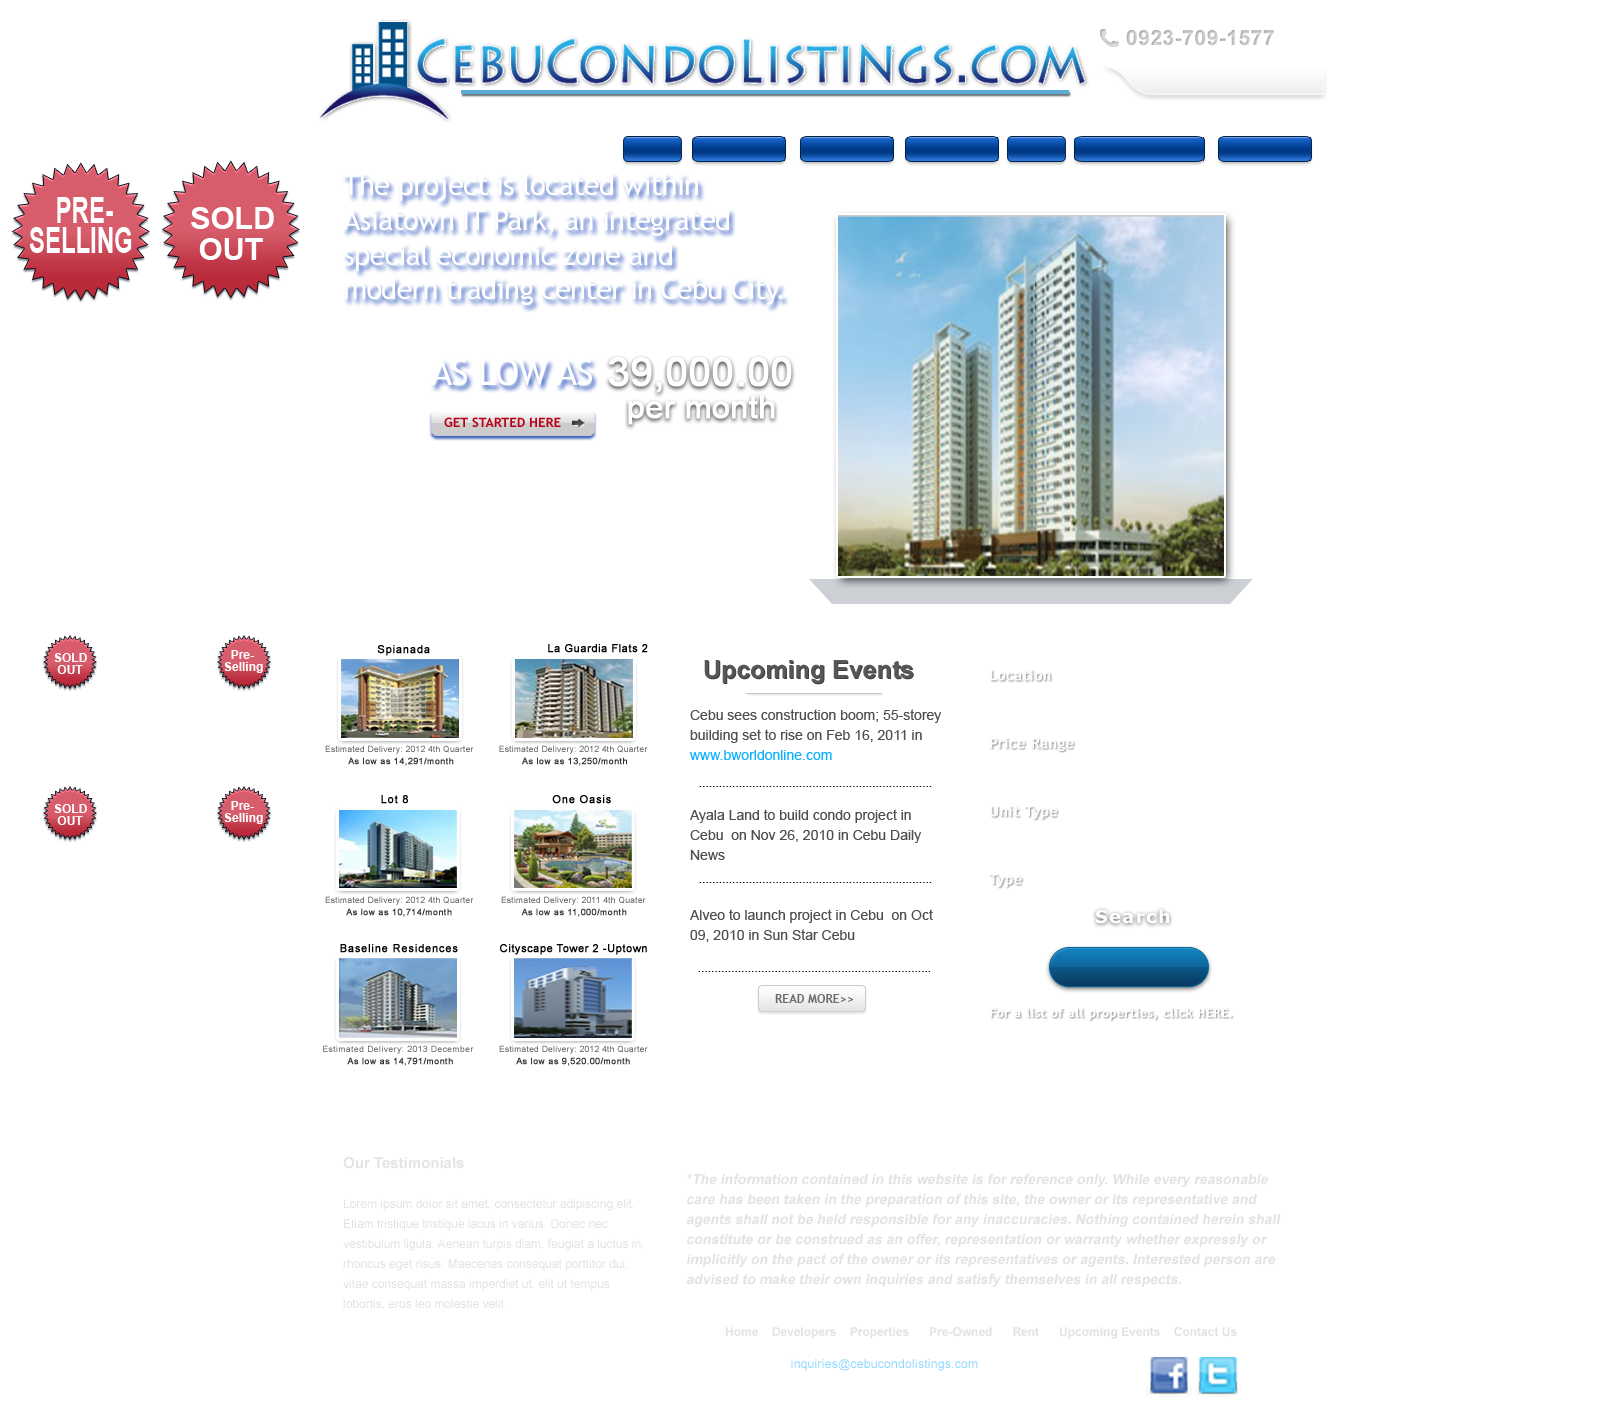 CEBUCONDOLISTINGS.COM
0923-709-1577
PRE-
SELLING
SOLD
OUT
The project is located within
Asiatown IT Park, an integrated
special economic zone and
modern trading center in Cebu City.
AS LOW AS 39,000.00
per month
GET STARTED HERE
SOLD
OUT
Pre-
Selling
Spianada
Estimated Delivery: 2012 4th Quarter
As low as 14,291/month
La Guardia Flats 2
Estimated Delivery: 2012 4th Quarter
As low as 13,250/month
SOLD
OUT
Pre-
Selling
Lot 8
Estimated Delivery: 2012 4th Quarter
As low as 10,714/month
One Oasis
Estimated Delivery: 2011 4th Quater
As low as 11,000/month
Baseline Residences
Estimated Delivery: 2013 December
As low as 14,791/month
Cityscape Tower 2 -Uptown
Estimated Delivery: 2012 4th Quarter
As low as 9,520.00/month
Upcoming Events
Cebu sees construction boom; 55-storey
building set to rise on Feb 16, 2011 in
www.bworldonline.com
Ayala Land to build condo project in
Cebu on Nov 26, 2010 in Cebu Daily
News
Alveo to launch project in Cebu on Oct
09, 2010 in Sun Star Cebu
READ MORE>>
Location
Price Range
Unit Type
Type
Search
For a list of all properties, click HERE.
Our Testimonials
Lorem ipsum dolor sit amet, consectetur adipiscing elit.
Etiam tristique tristique lacus in varius. Donec nec
vestibulum ligula. Aenean turpis diam, feugiat a luctus in,
rhoncus eget risus. Maecenas consequat porttitor dui,
vitae consequat massa imperdiet ut. elit ut tempus
lobortis, eros leo molestie velit.
*The information contained in this website is for reference only. While every reasonable
care has been taken in the preparation of this site, the owner or its representative and
agents shall not be held responsible for any inaccuracies. Nothing contained herein shall
constitute or be construed as an offer, representation or warranty whether expressly or
implicitly on the pact of the owner or its representatives or agents. Interested person are
advised to make their own inquiries and satisfy themselves in all respects.
Home Developers Properties Pre-Owned Rent Upcoming Events Contact Us
inquiries@cebucondolistings.com